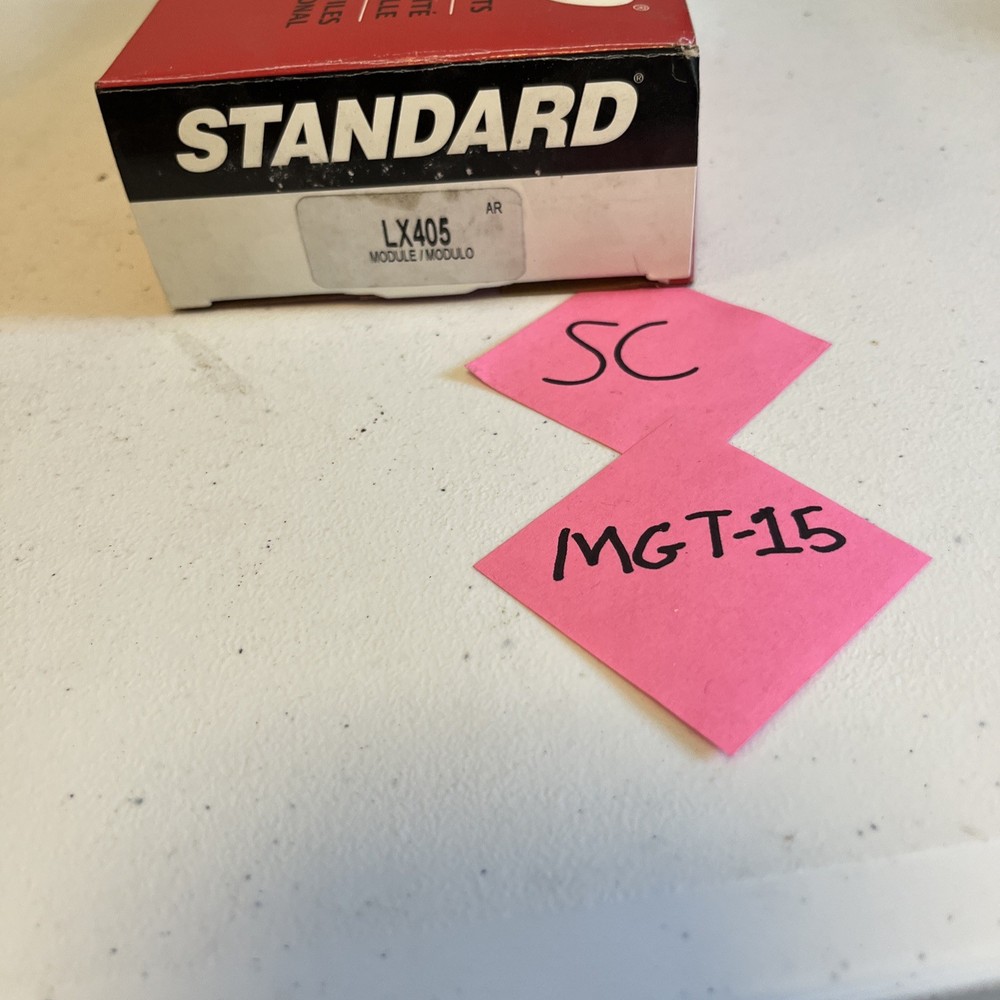 STANDARD®
AR
LX405
MODULE / MODULO
SC
MGT-15